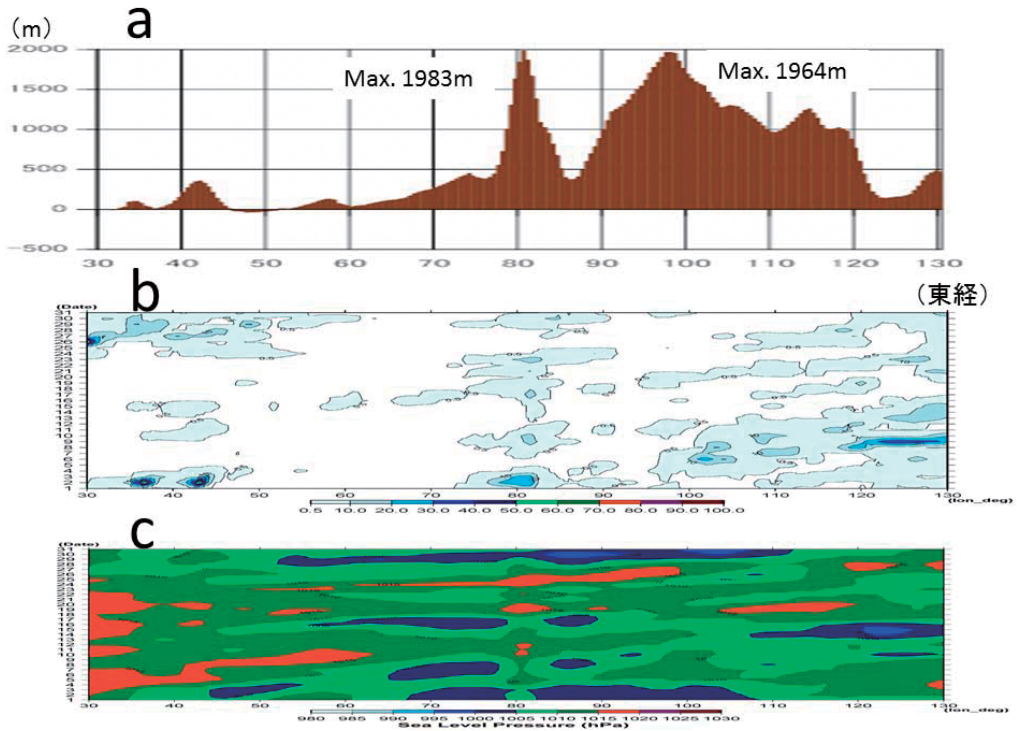 (m)
a
2000
1500
1000
500
0
-500
Max. 1983m
Max. 1964m
30 40 50 60 70 80 90 100 110 120 130
(東経)
b
(Date)
30 40 50 60 70 80 90 100 110 120 130
(lon_deg)
0.5 10.0 20.0 30.0 40.0 50.0 60.0 70.0 80.0 90.0 100.0
c
(Date)
30 40 50 60 70 80 90 100 110 120 130
(lon_deg)
980 985 990 995 1000 1005 1010 1015 1020 1025 1030
Sea Level Pressure (hPa)